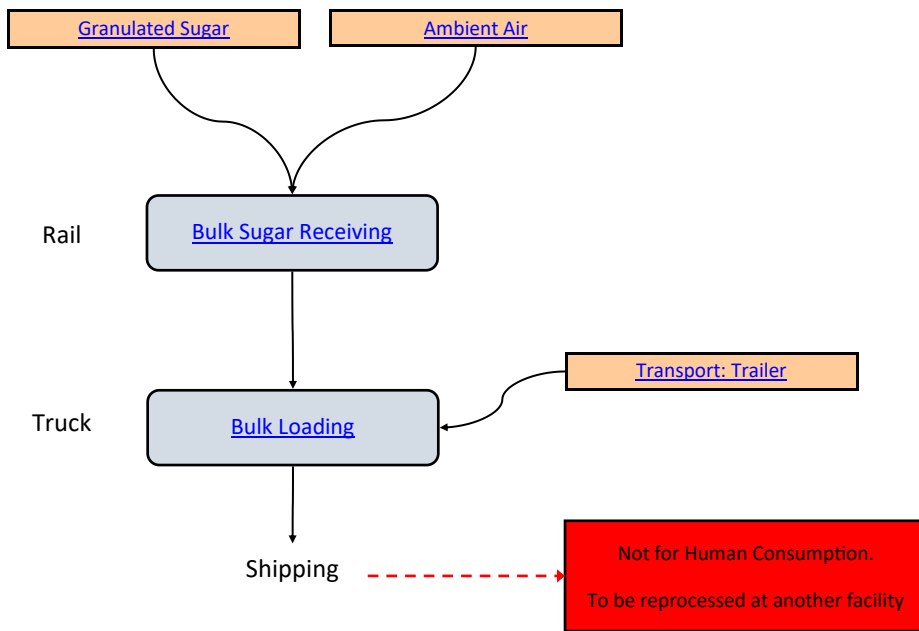 Granulated Sugar
Ambient Air
Rail
Bulk Sugar Receiving
Transport: Trailer
Truck
Bulk Loading
Shipping
Not for Human Consumption.
To be reprocessed at another facility